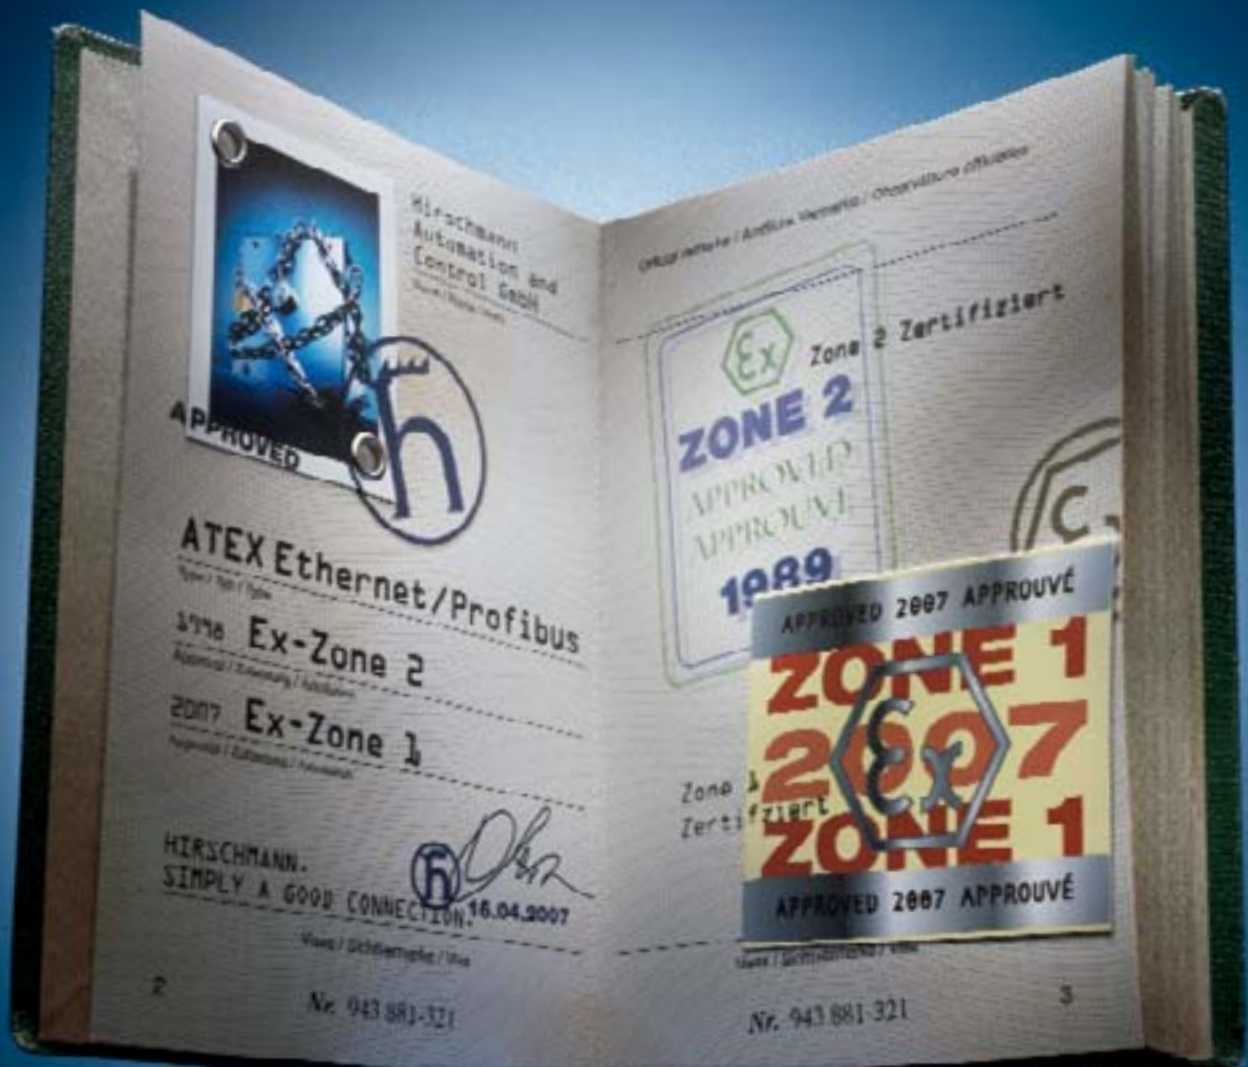 Hirschmann
Automation and
Control GmbH
APPROVED
h
ATEX Ethernet/Profibus
1998 Ex-Zone 2
2007 Ex-Zone 1
HIRSCHMANN.
SIMPLY A GOOD CONNECTION.
h
16.04.2007
2
Nr. 943 881-321
Ex
Zone 2 Zertifiziert
ZONE 2
APPROVED
APPROUVÉ
1989
APPROVED 2007 APPROUVÉ
ZONE 1
2007
Ex
ZONE 1
APPROVED 2007 APPROUVÉ
Zone 1
Zertifziert
3
Nr. 943 881-321